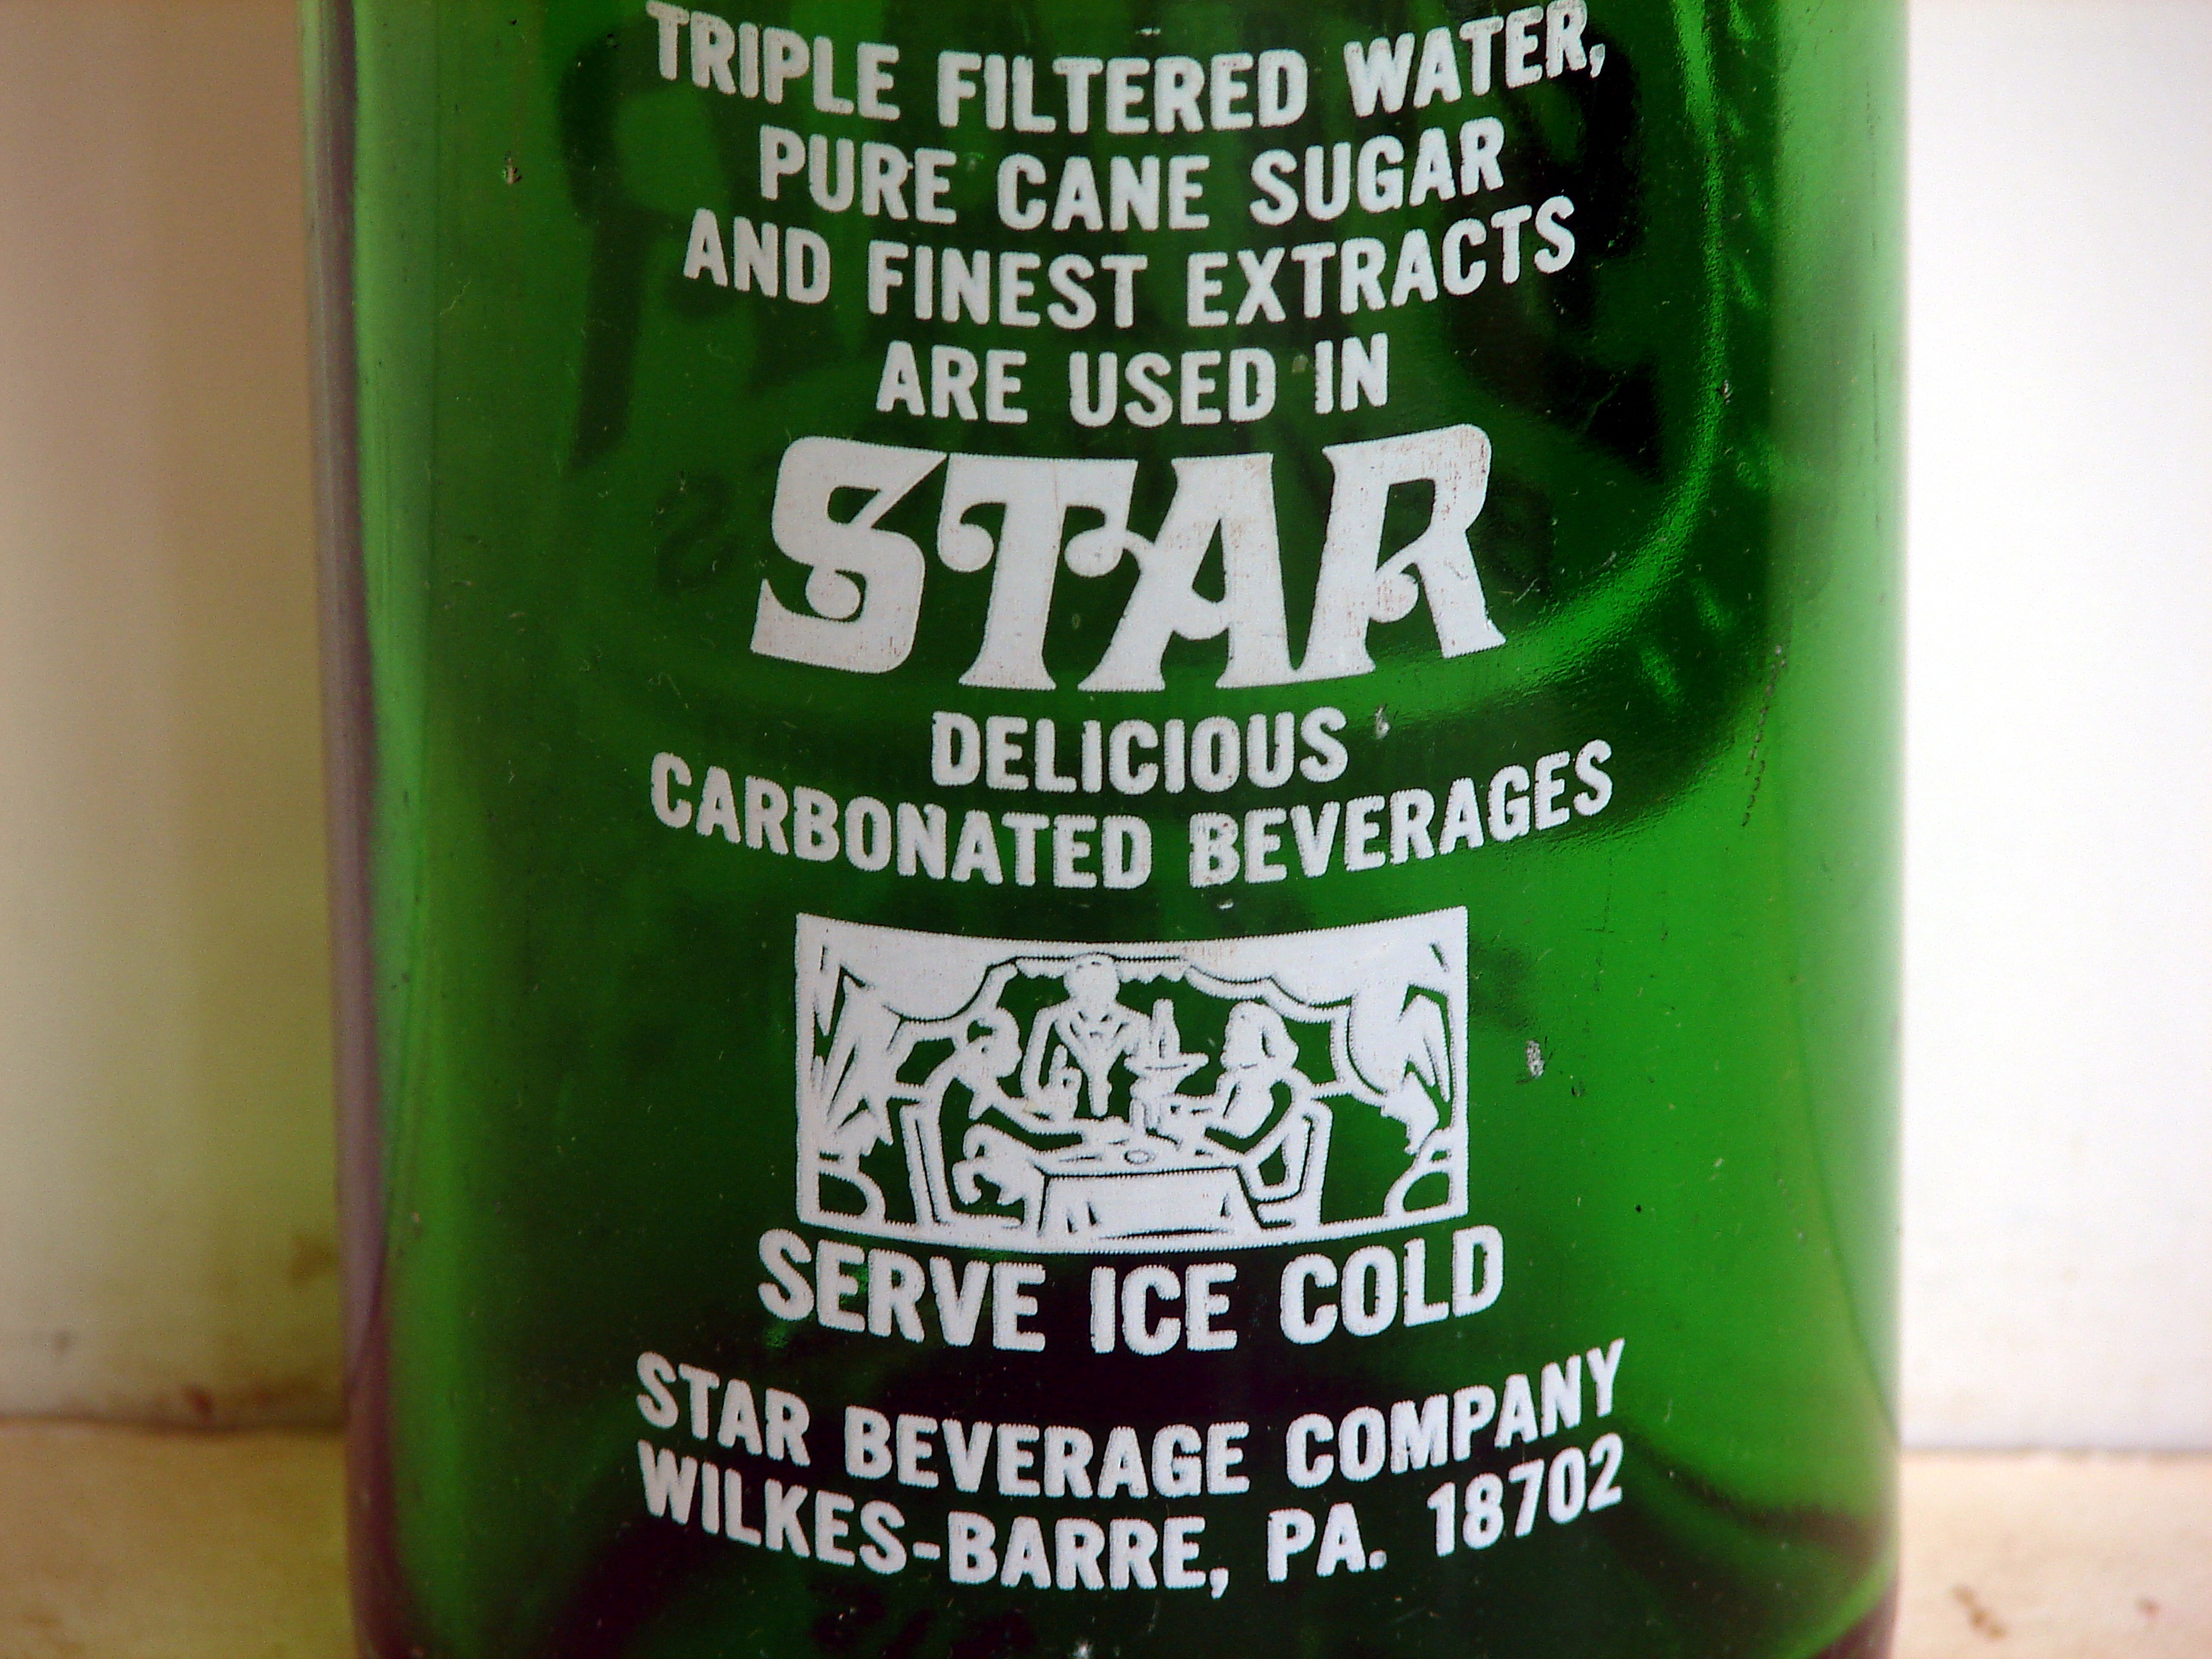 TRIPLE FILTERED WATER,
PURE CANE SUGAR
AND FINEST EXTRACTS
ARE USED IN
STAR
DELICIOUS
CARBONATED BEVERAGES
SERVE ICE COLD
STAR BEVERAGE COMPANY
WILKES-BARRE, PA. 18702